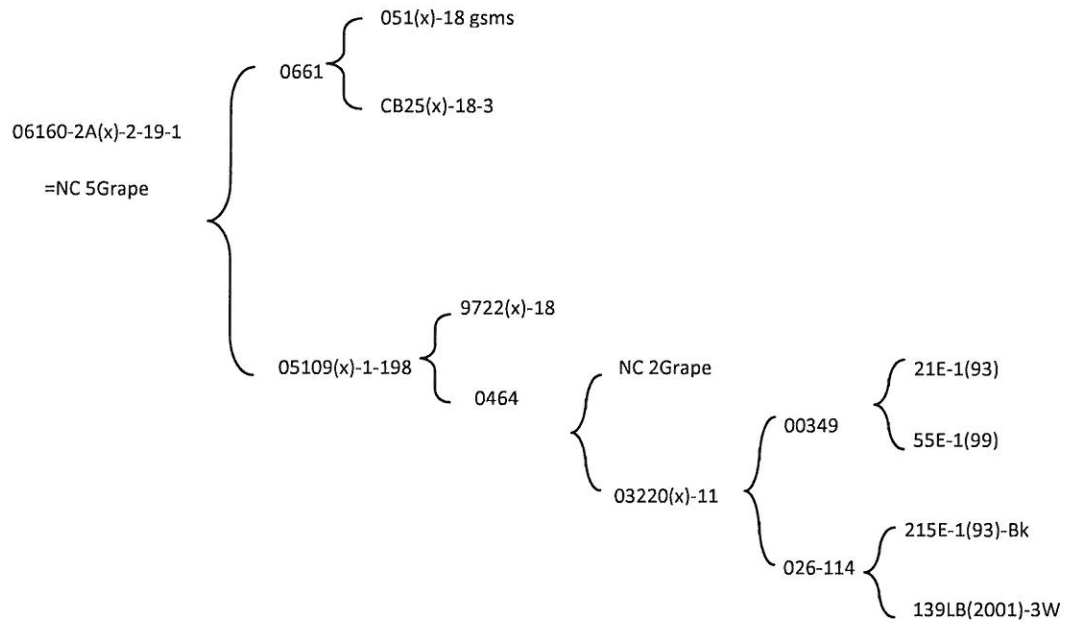 051(x)-18 gsms
0661
CB25(x)-18-3
06160-2A(x)-2-19-1
=NC 5Grape
9722(x)-18
05109(x)-1-198
0464
NC 2Grape
21E-1(93)
00349
55E-1(99)
03220(x)-11
215E-1(93)-Bk
026-114
139LB(2001)-3W